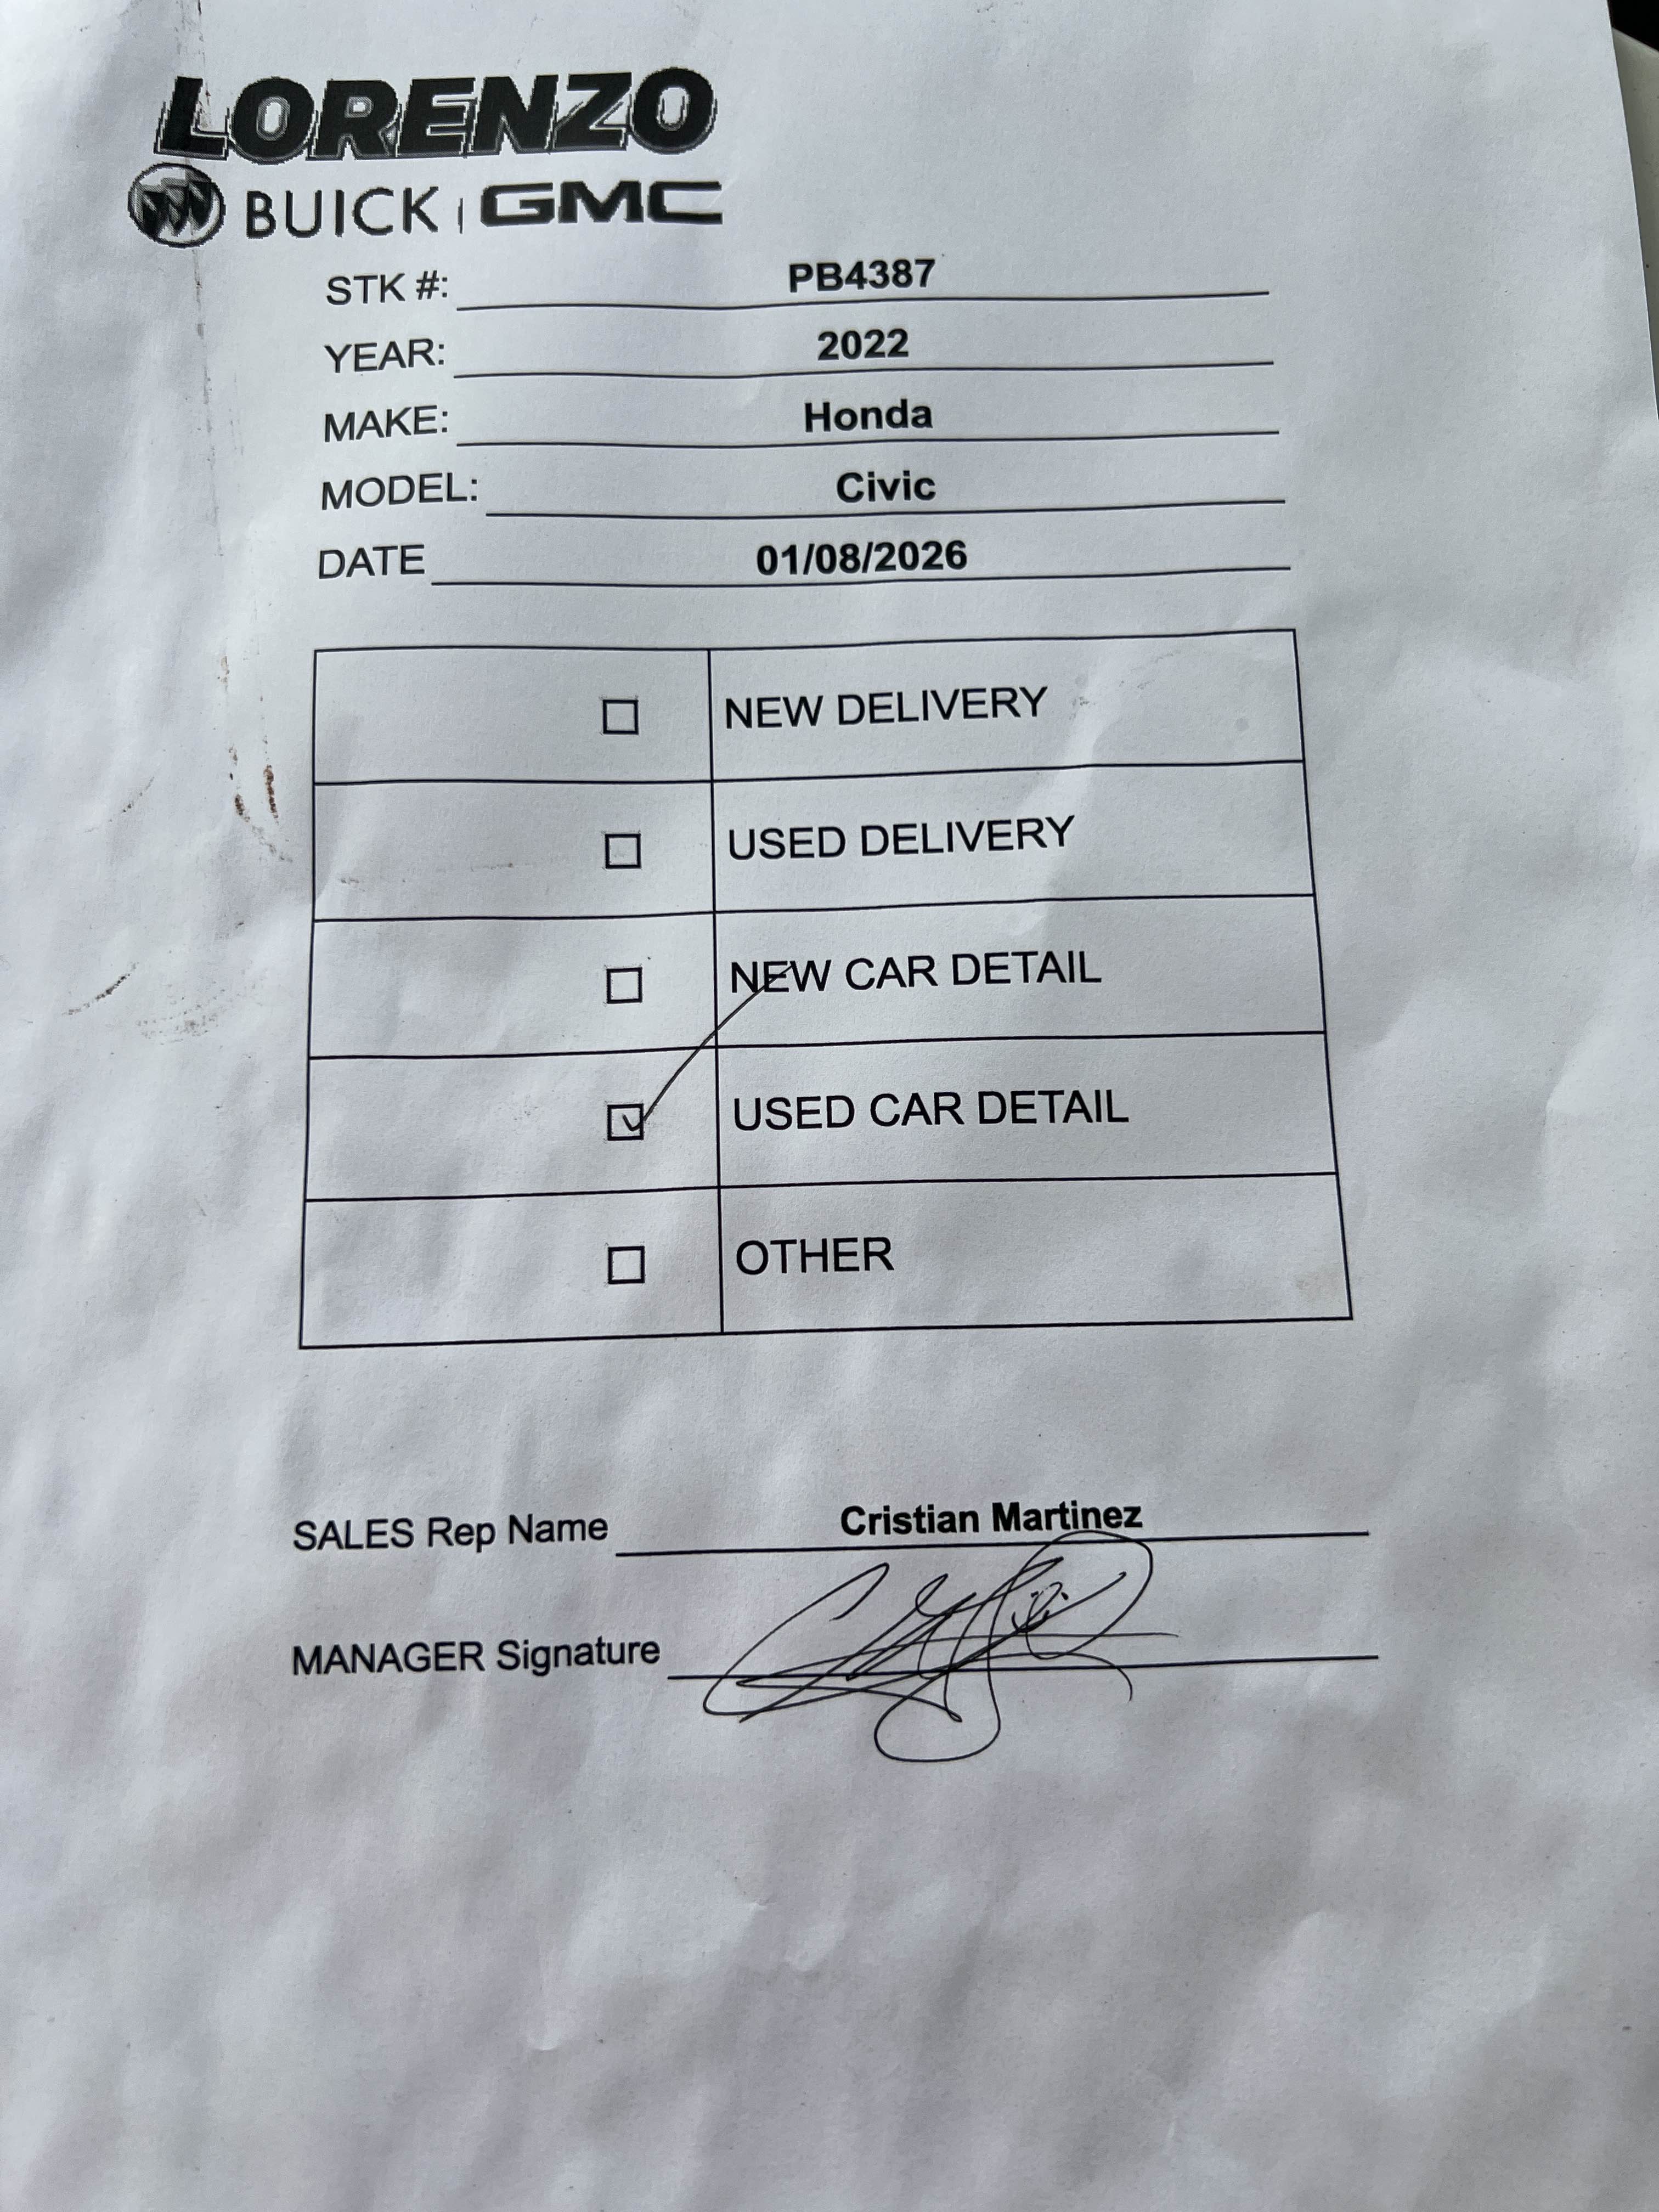 LORENZO
BUICK | GMC
STK #: PB4387
YEAR: 2022
MAKE: Honda
MODEL: Civic
DATE 01/08/2026
☐ NEW DELIVERY
☐ USED DELIVERY
☐ NEW CAR DETAIL
☑ USED CAR DETAIL
☐ OTHER
SALES Rep Name Cristian Martinez
MANAGER Signature